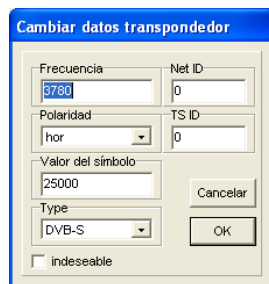 Cambiar datos transpondedor
Frecuencia Net ID
3780 0
Polaridad TS ID
hor 0
Valor del símbolo
25000
Cancelar
Type
DVB-S
OK
indeseable